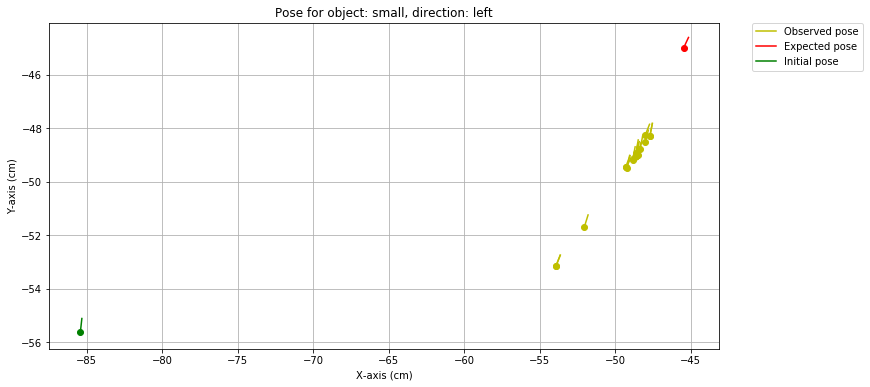 Pose for object: small, direction: left
Observed pose
Expected pose
Initial pose
Y-axis (cm)
−46
−48
−50
−52
−54
−56
−85
−80
−75
−70
−65
−60
−55
−50
−45
X-axis (cm)